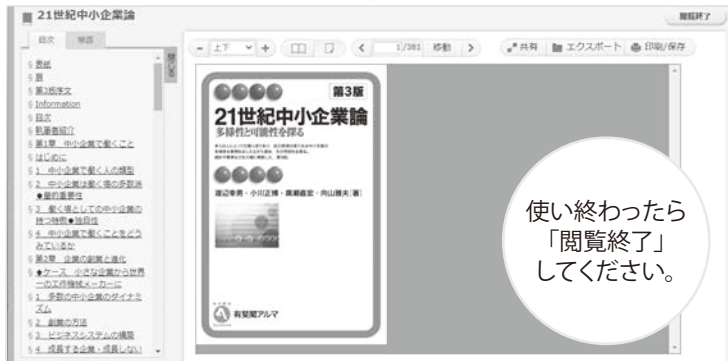 21世紀中小企業論
閲覧終了
目次 単語
閉じる
- 上下 +
1/381 移動
共有 エクスポート 印刷/保存
§ 表紙
§ 扉
§ 第3版序文
§ Information
§ 目次
§ 執筆者紹介
§ 第1章 中小企業で働くこと
§ はじめに
§ 1 中小企業で働く人の類型
§ 2 中小企業は働く場の多数派
●量的重要性
§ 3 働く場としての中小企業の
持つ特徴●独自性
§ 4 中小企業で働くことをどう
みているか
§ 第2章 企業の創業と進化
§ ◆ケース 小さな企業から世界
一の工作機械メーカーに
§ 1 多数の中小企業のダイナミ
ズム
§ 2 創業の方法
§ 3 ビジネスシステムの構築
§ 4 成長する企業・成長しない
第3版
21世紀中小企業論
多様性と可能性を探る
渡辺幸男・小川正博・黒瀬直宏・向山雅夫[著]
有斐閣アルマ
使い終わったら
「閲覧終了」
してください。